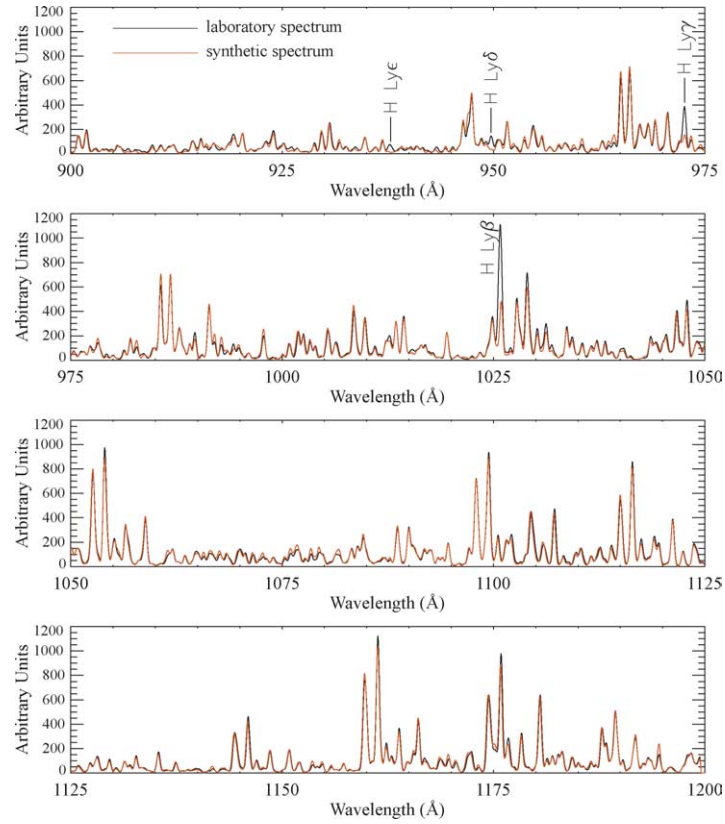 1200
1000
800
600
400
200
0
Arbitrary Units
laboratory spectrum
synthetic spectrum
H Lyϵ
H Lyδ
H Lyγ
900 925 950 975
Wavelength (Å)
1200
1000
800
600
400
200
0
Arbitrary Units
H Lyβ
975 1000 1025 1050
Wavelength (Å)
1200
1000
800
600
400
200
0
Arbitrary Units
1050 1075 1100 1125
Wavelength (Å)
1200
1000
800
600
400
200
0
Arbitrary Units
1125 1150 1175 1200
Wavelength (Å)